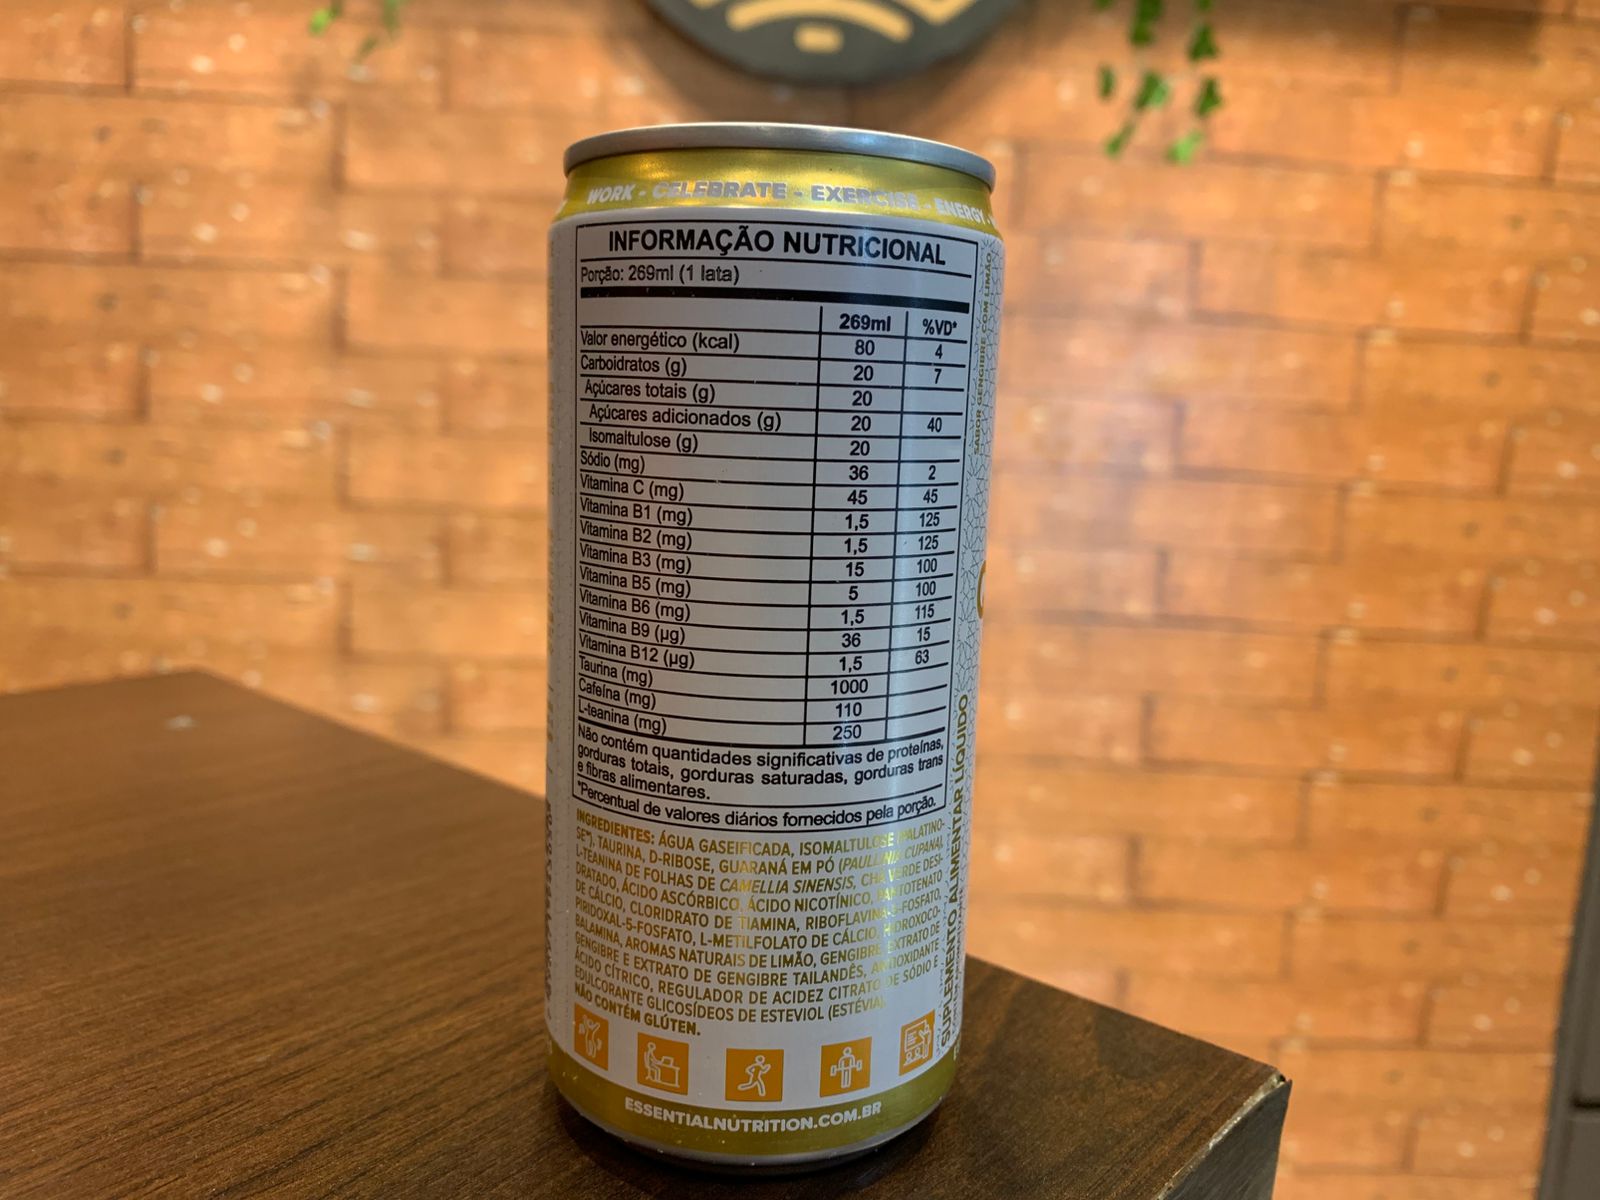 WORK - CELEBRATE - EXERCISE - ENERGY -
INFORMAÇÃO NUTRICIONAL
Porção: 269ml (1 lata)
269ml %VD*
Valor energético (kcal) 80 4
Carboidratos (g) 20 7
Açúcares totais (g) 20
Açúcares adicionados (g) 20 40
Isomaltulose (g) 20
Sódio (mg) 36 2
Vitamina C (mg) 45 45
Vitamina B1 (mg) 1,5 125
Vitamina B2 (mg) 1,5 125
Vitamina B3 (mg) 15 100
Vitamina B5 (mg) 5 100
Vitamina B6 (mg) 1,5 115
Vitamina B9 (µg) 36 15
Vitamina B12 (µg) 1,5 63
Taurina (mg) 1000
Cafeína (mg) 110
L-teanina (mg) 250
Não contém quantidades significativas de proteínas,
gorduras totais, gorduras saturadas, gorduras trans
e fibras alimentares.
*Percentual de valores diários fornecidos pela porção.
INGREDIENTES: ÁGUA GASEIFICADA, ISOMALTULOSE (PALATINO-
SE®), TAURINA, D-RIBOSE, GUARANÁ EM PÓ (PAULLINIA CUPANA),
L-TEANINA DE FOLHAS DE CAMELLIA SINENSIS, CHÁ VERDE DESI-
DRATADO, ÁCIDO ASCÓRBICO, ÁCIDO NICOTÍNICO, PANTOTENATO
DE CÁLCIO, CLORIDRATO DE TIAMINA, RIBOFLAVINA-5-FOSFATO,
PIRIDOXAL-5-FOSFATO, L-METILFOLATO DE CÁLCIO, HIDROXOCO-
BALAMINA, AROMAS NATURAIS DE LIMÃO, GENGIBRE, EXTRATO DE
GENGIBRE E EXTRATO DE GENGIBRE TAILANDÊS, ANTIOXIDANTE
ÁCIDO CÍTRICO, REGULADOR DE ACIDEZ CITRATO DE SÓDIO E
EDULCORANTE GLICOSÍDEOS DE ESTEVIOL (ESTÉVIA).
NÃO CONTÉM GLÚTEN.
ESSENTIALNUTRITION.COM.BR
SABOR GENGIBRE COM LIMÃO
SUPLEMENTO ALIMENTAR LÍQUIDO